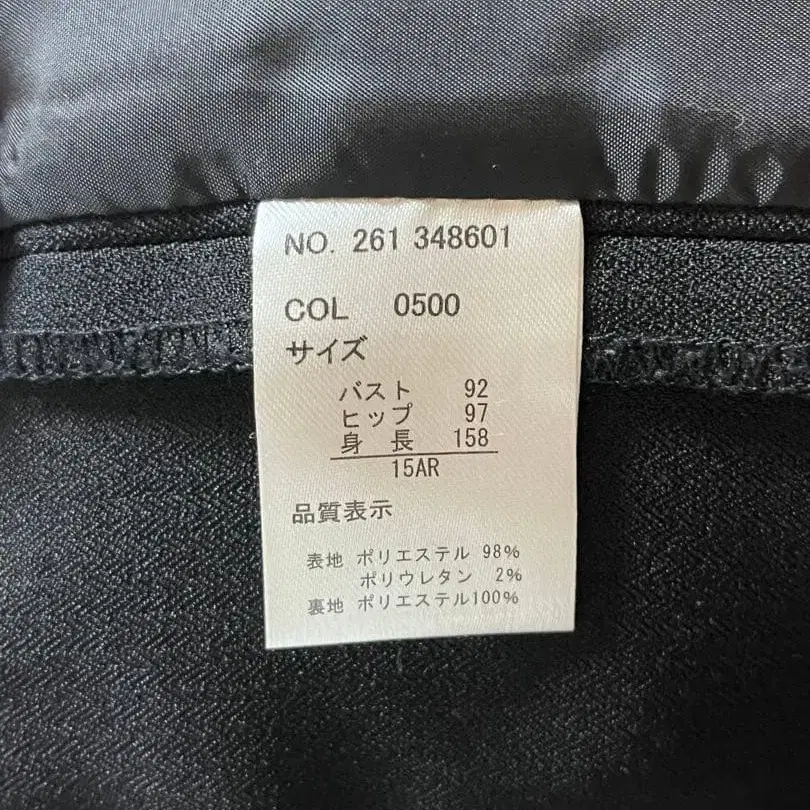 NO. 261 348601
COL 0500
サイズ
バスト 92
ヒップ 97
身長 158
15AR
品質表示
表地 ポリエステル 98%
ポリウレタン 2%
裏地 ポリエステル100%